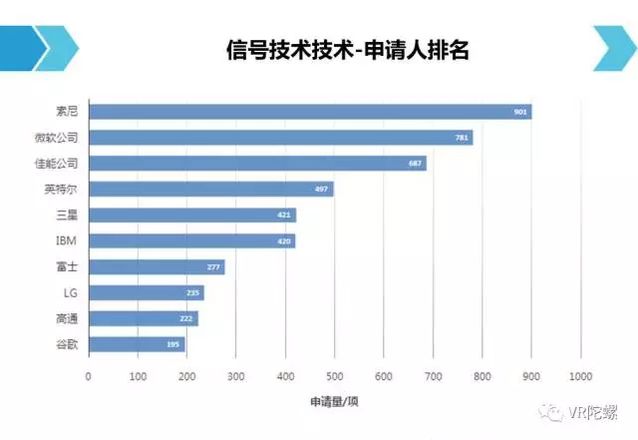 信号技术技术-申请人排名
索尼 901
微软公司 781
佳能公司 687
英特尔 497
三星 421
IBM 420
富士 277
LG 235
高通 222
谷歌 195
0 100 200 300 400 500 600 700 800 900 1000
申请量/项
VR陀螺